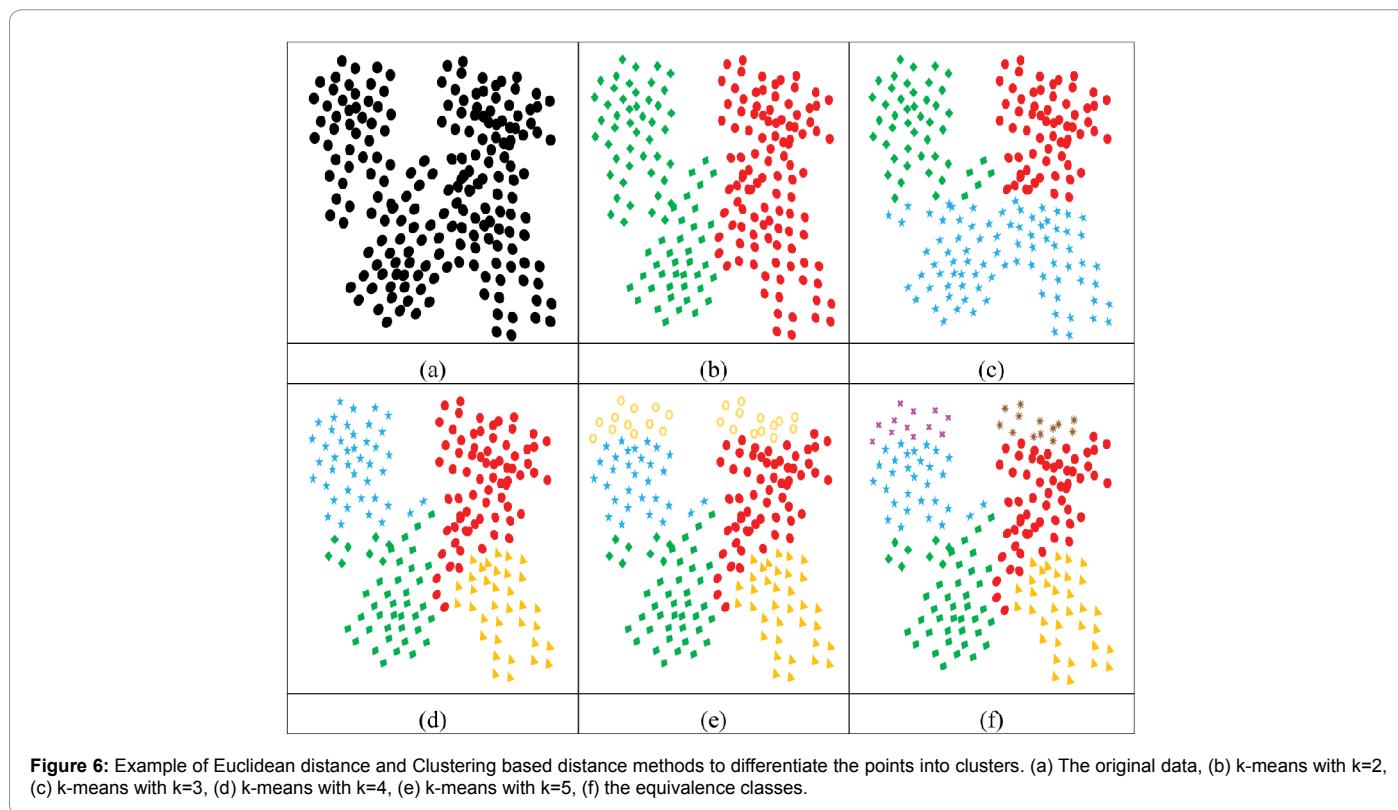 (a) (b) (c)
(d) (e) (f)
Figure 6: Example of Euclidean distance and Clustering based distance methods to differentiate the points into clusters. (a) The original data, (b) k-means with k=2,
(c) k-means with k=3, (d) k-means with k=4, (e) k-means with k=5, (f) the equivalence classes.